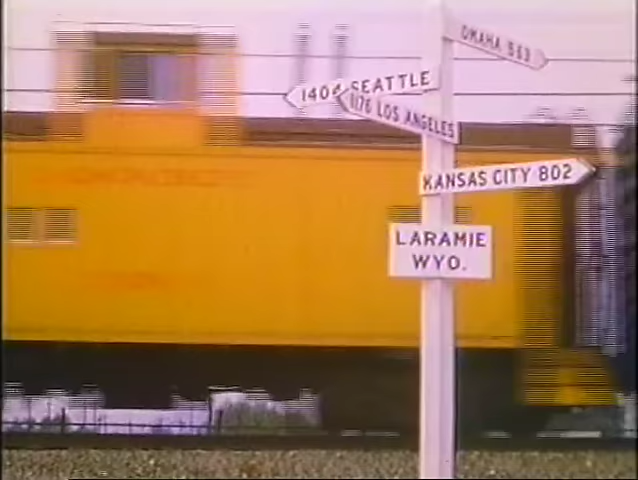 OMAHA 563
1404 SEATTLE
1176 LOS ANGELES
KANSAS CITY 802
LARAMIE
WYO.